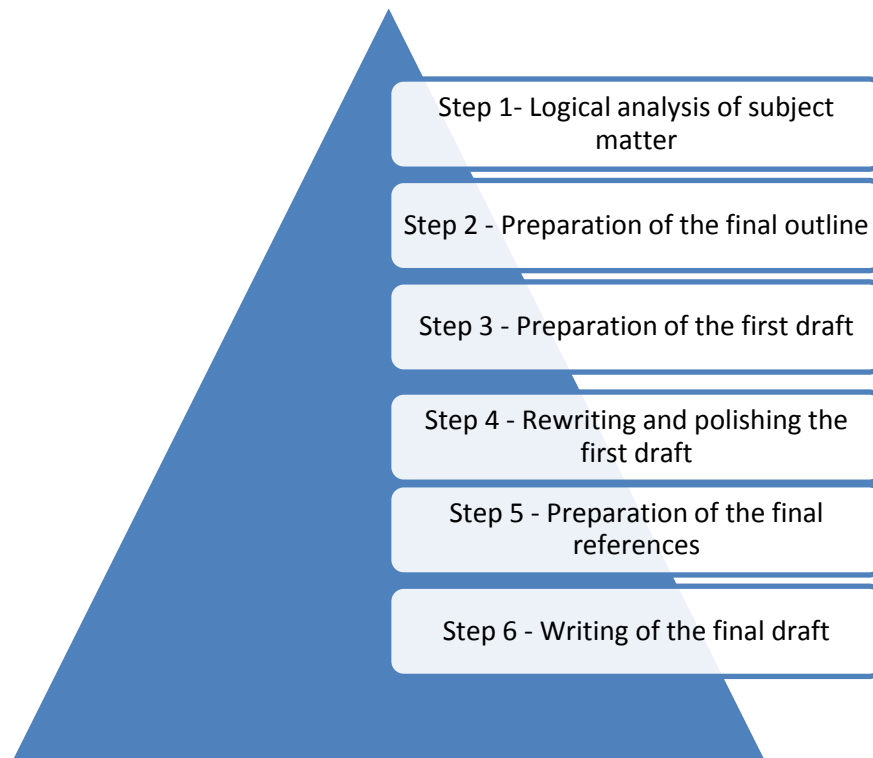 Step 1- Logical analysis of subject
matter
Step 2 - Preparation of the final outline
Step 3 - Preparation of the first draft
Step 4 - Rewriting and polishing the
first draft
Step 5 - Preparation of the final
references
Step 6 - Writing of the final draft